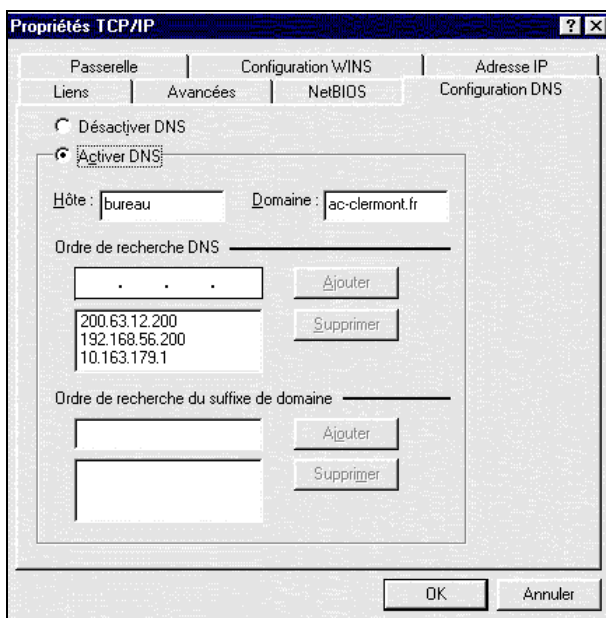 Propriétés TCP/IP
Passerelle Configuration WINS Adresse IP
Liens Avancées NetBIOS Configuration DNS
Désactiver DNS
Activer DNS
Hôte : bureau Domaine : ac-clermont.fr
Ordre de recherche DNS
. . . Ajouter
200.63.12.200 Supprimer
192.168.56.200
10.163.179.1
Ordre de recherche du suffixe de domaine
Ajouter
Supprimer
OK Annuler